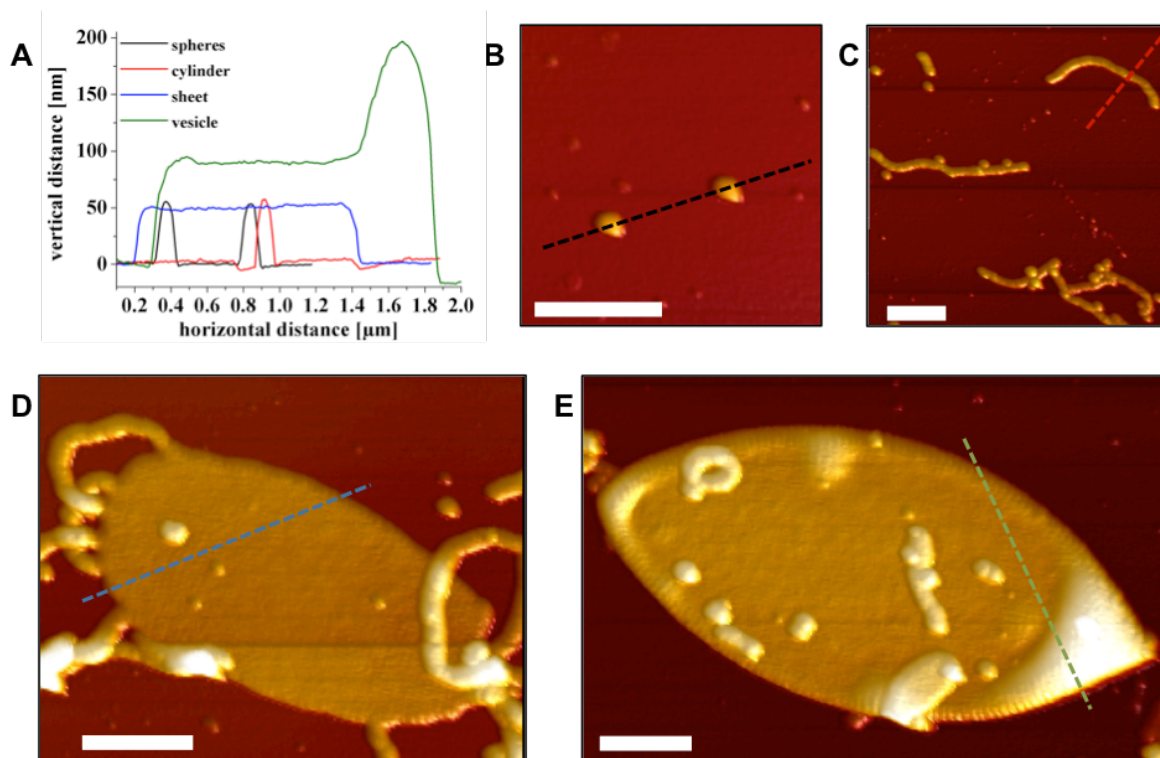 A
200
150
100
50
0
vertical distance [nm]
spheres
cylinder
sheet
vesicle
0.2 0.4 0.6 0.8 1.0 1.2 1.4 1.6 1.8 2.0
horizontal distance [µm]
B
C
D
E